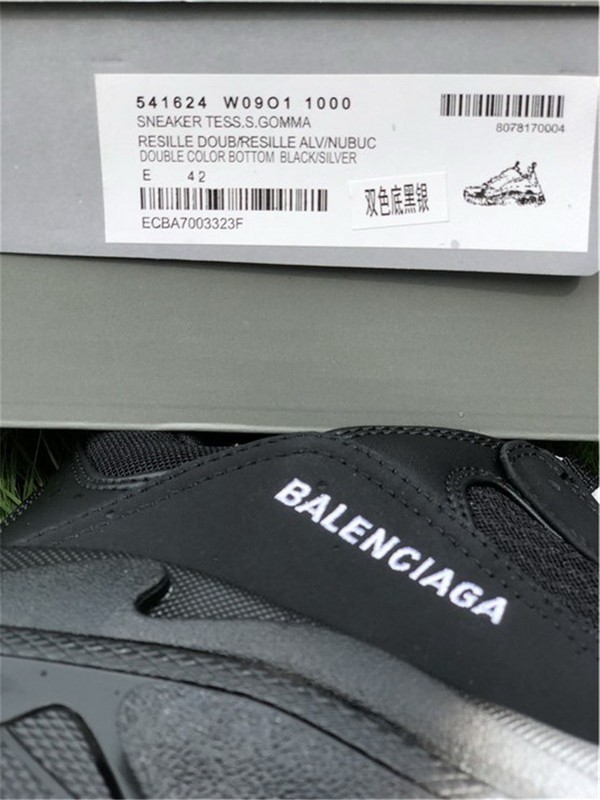 541624 W09O1 1000
SNEAKER TESS.S.GOMMA
8078170004
RESILLE DOUB/RESILLE ALV/NUBUC
DOUBLE COLOR BOTTOM BLACK/SILVER
E 42
双色底黑银
ECBA7003323F
BALENCIAGA